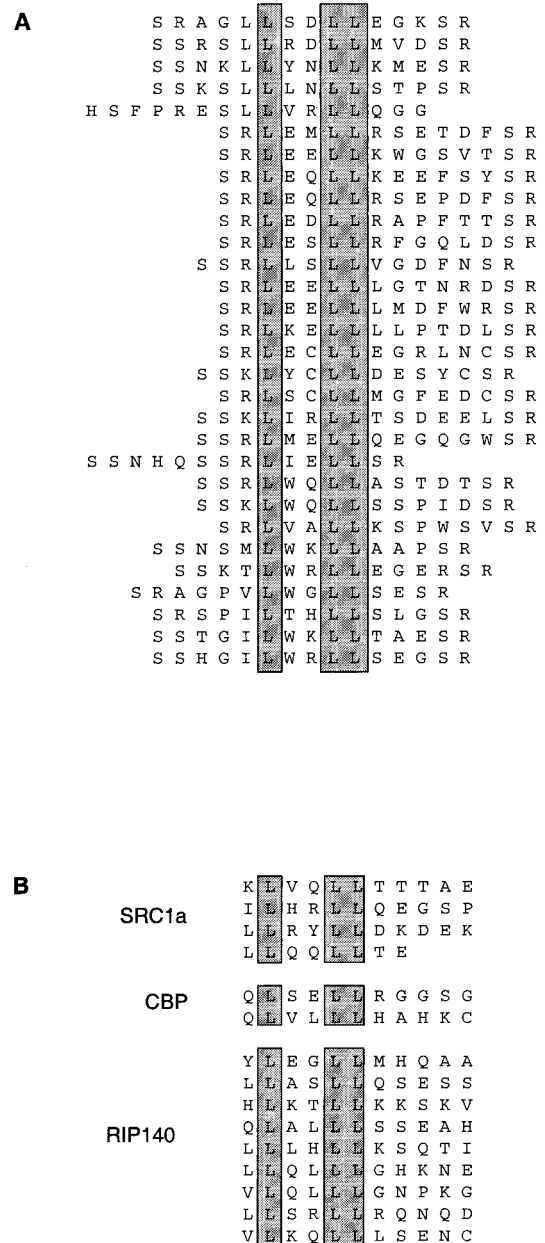 A
S R A G L L S D L L E G K S R
S S R S L L R D L L M V D S R
S S N K L L Y N L L K M E S R
S S K S L L L N L L S T P S R
H S F P R E S L L V R L L Q G G
S R L E M L L R S E T D F S R
S R L E E L L K W G S V T S R
S R L E Q L L K E E F S Y S R
S R L E Q L L R S E P D F S R
S R L E D L L R A P F T T S R
S R L E S L L R F G Q L D S R
S S R L L S L L V G D F N S R
S R L E E L L L G T N R D S R
S R L E E L L L M D F W R S R
S R L K E L L L L P T D L S R
S R L E C L L E G R L N C S R
S S K L Y C L L D E S Y C S R
S R L S C L L M G F E D C S R
S S K L I R L L T S D E E L S R
S S R L M E L L Q E G Q G W S R
S S N H Q S S R L I E L L S R
S S R L W Q L L A S T D T S R
S S K L W Q L L S S P I D S R
S R L V A L L K S P W S V S R
S S N S M L W K L L A A P S R
S S K T L W R L L E G E R S R
S R A G P V L W G L L S E S R
S R S P I L T H L L S L G S R
S S T G I L W K L L T A E S R
S S H G I L W R L L S E G S R
B
SRC1a
K L V Q L L T T T A E
I L H R L L Q E G S P
L L R Y L L D K D E K
L L Q Q L L T E
CBP
Q L S E L L R G G S G
Q L V L L L H A H K C
RIP140
Y L E G L L M H Q A A
L L A S L L Q S E S S
H L K T L L K K S K V
Q L A L L L S S E A H
L L L H L L K S Q T I
L L Q L L L G H K N E
V L Q L L L G N P K G
L L S R L L R Q N Q D
V L K Q L L L S E N C